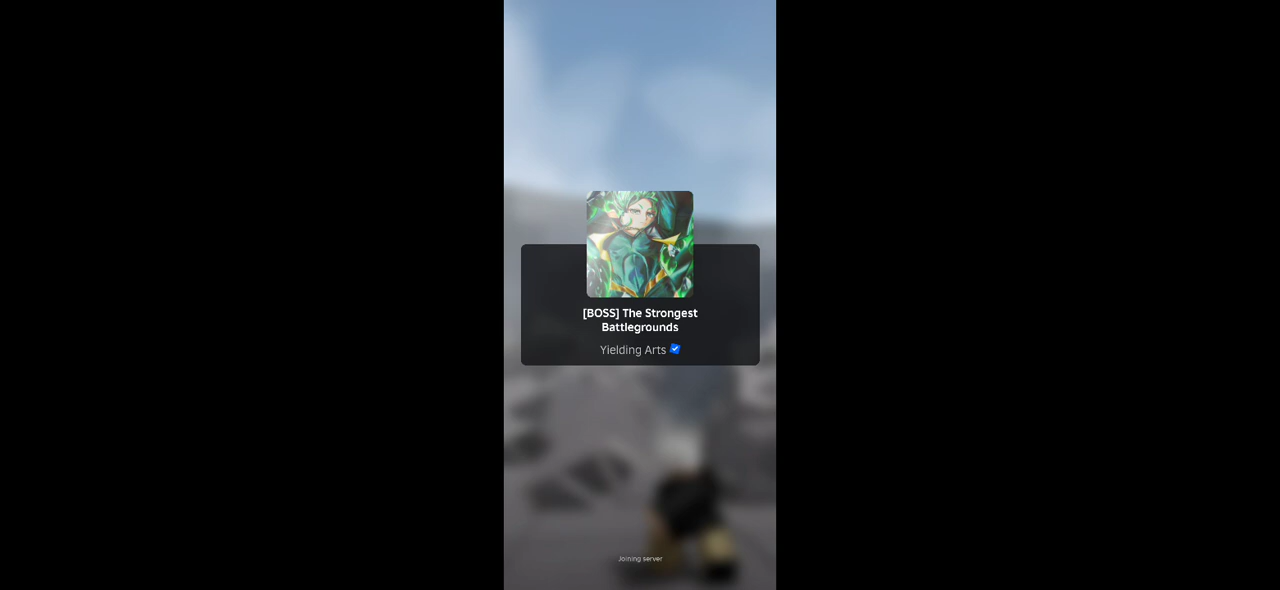 [BOSS] The Strongest
Battlegrounds
Yielding Arts
Joining server